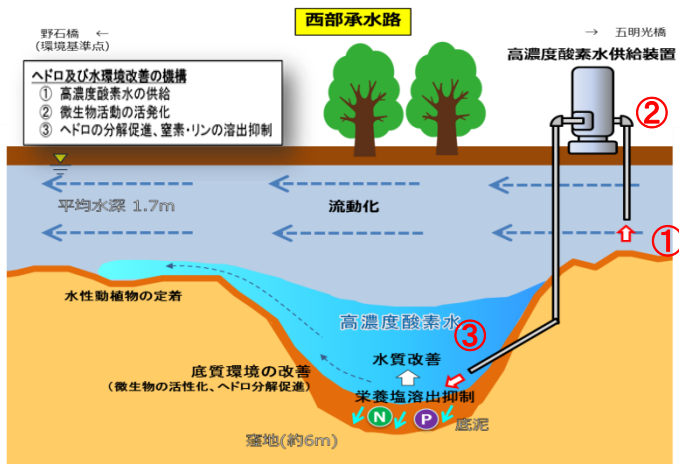 西部承水路
野石橋 ←
(環境基準点)
→ 五明光橋
高濃度酸素水供給装置
ヘドロ及び水環境改善の機構
① 高濃度酸素水の供給
② 微生物活動の活発化
③ ヘドロの分解促進、窒素・リンの溶出抑制
②
平均水深 1.7m
流動化
①
水性動植物の定着
高濃度酸素水
③
水質改善
底質環境の改善
(微生物の活性化、ヘドロ分解促進)
栄養塩溶出抑制
N
P
底泥
窪地(約6m)